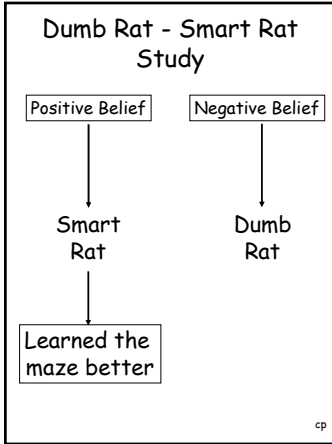 Dumb Rat - Smart Rat
Study
Positive Belief
Negative Belief
Smart
Rat
Dumb
Rat
Learned the
maze better
cp